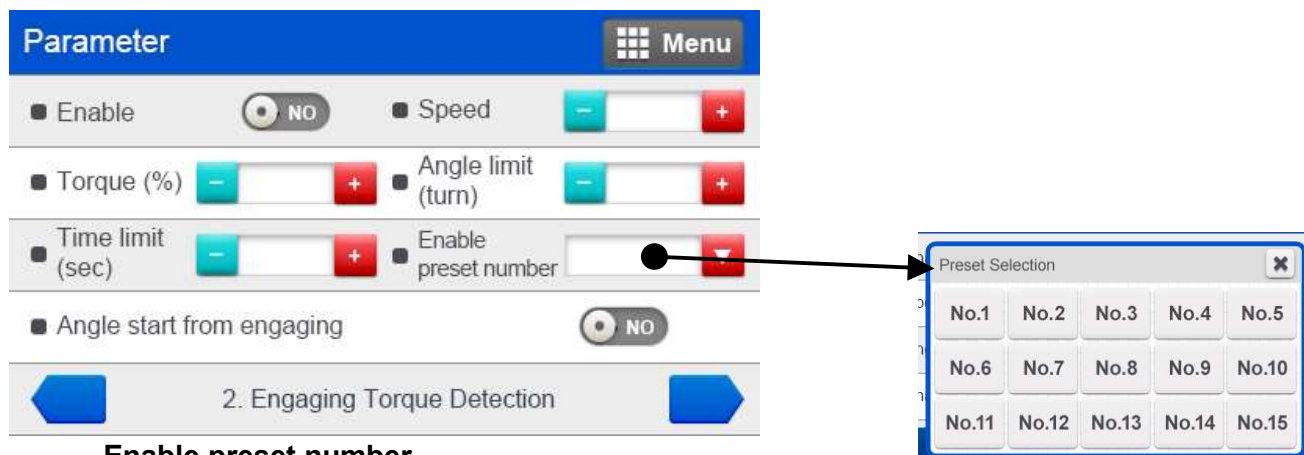 Parameter
Menu
Enable
NO
Speed
−
+
Torque (%)
−
+
Angle limit
(turn)
−
+
Time limit
(sec)
−
+
Enable
preset number
Angle start from engaging
NO
2. Engaging Torque Detection
Enable preset number
Preset Selection
No.1 No.2 No.3 No.4 No.5
No.6 No.7 No.8 No.9 No.10
No.11 No.12 No.13 No.14 No.15